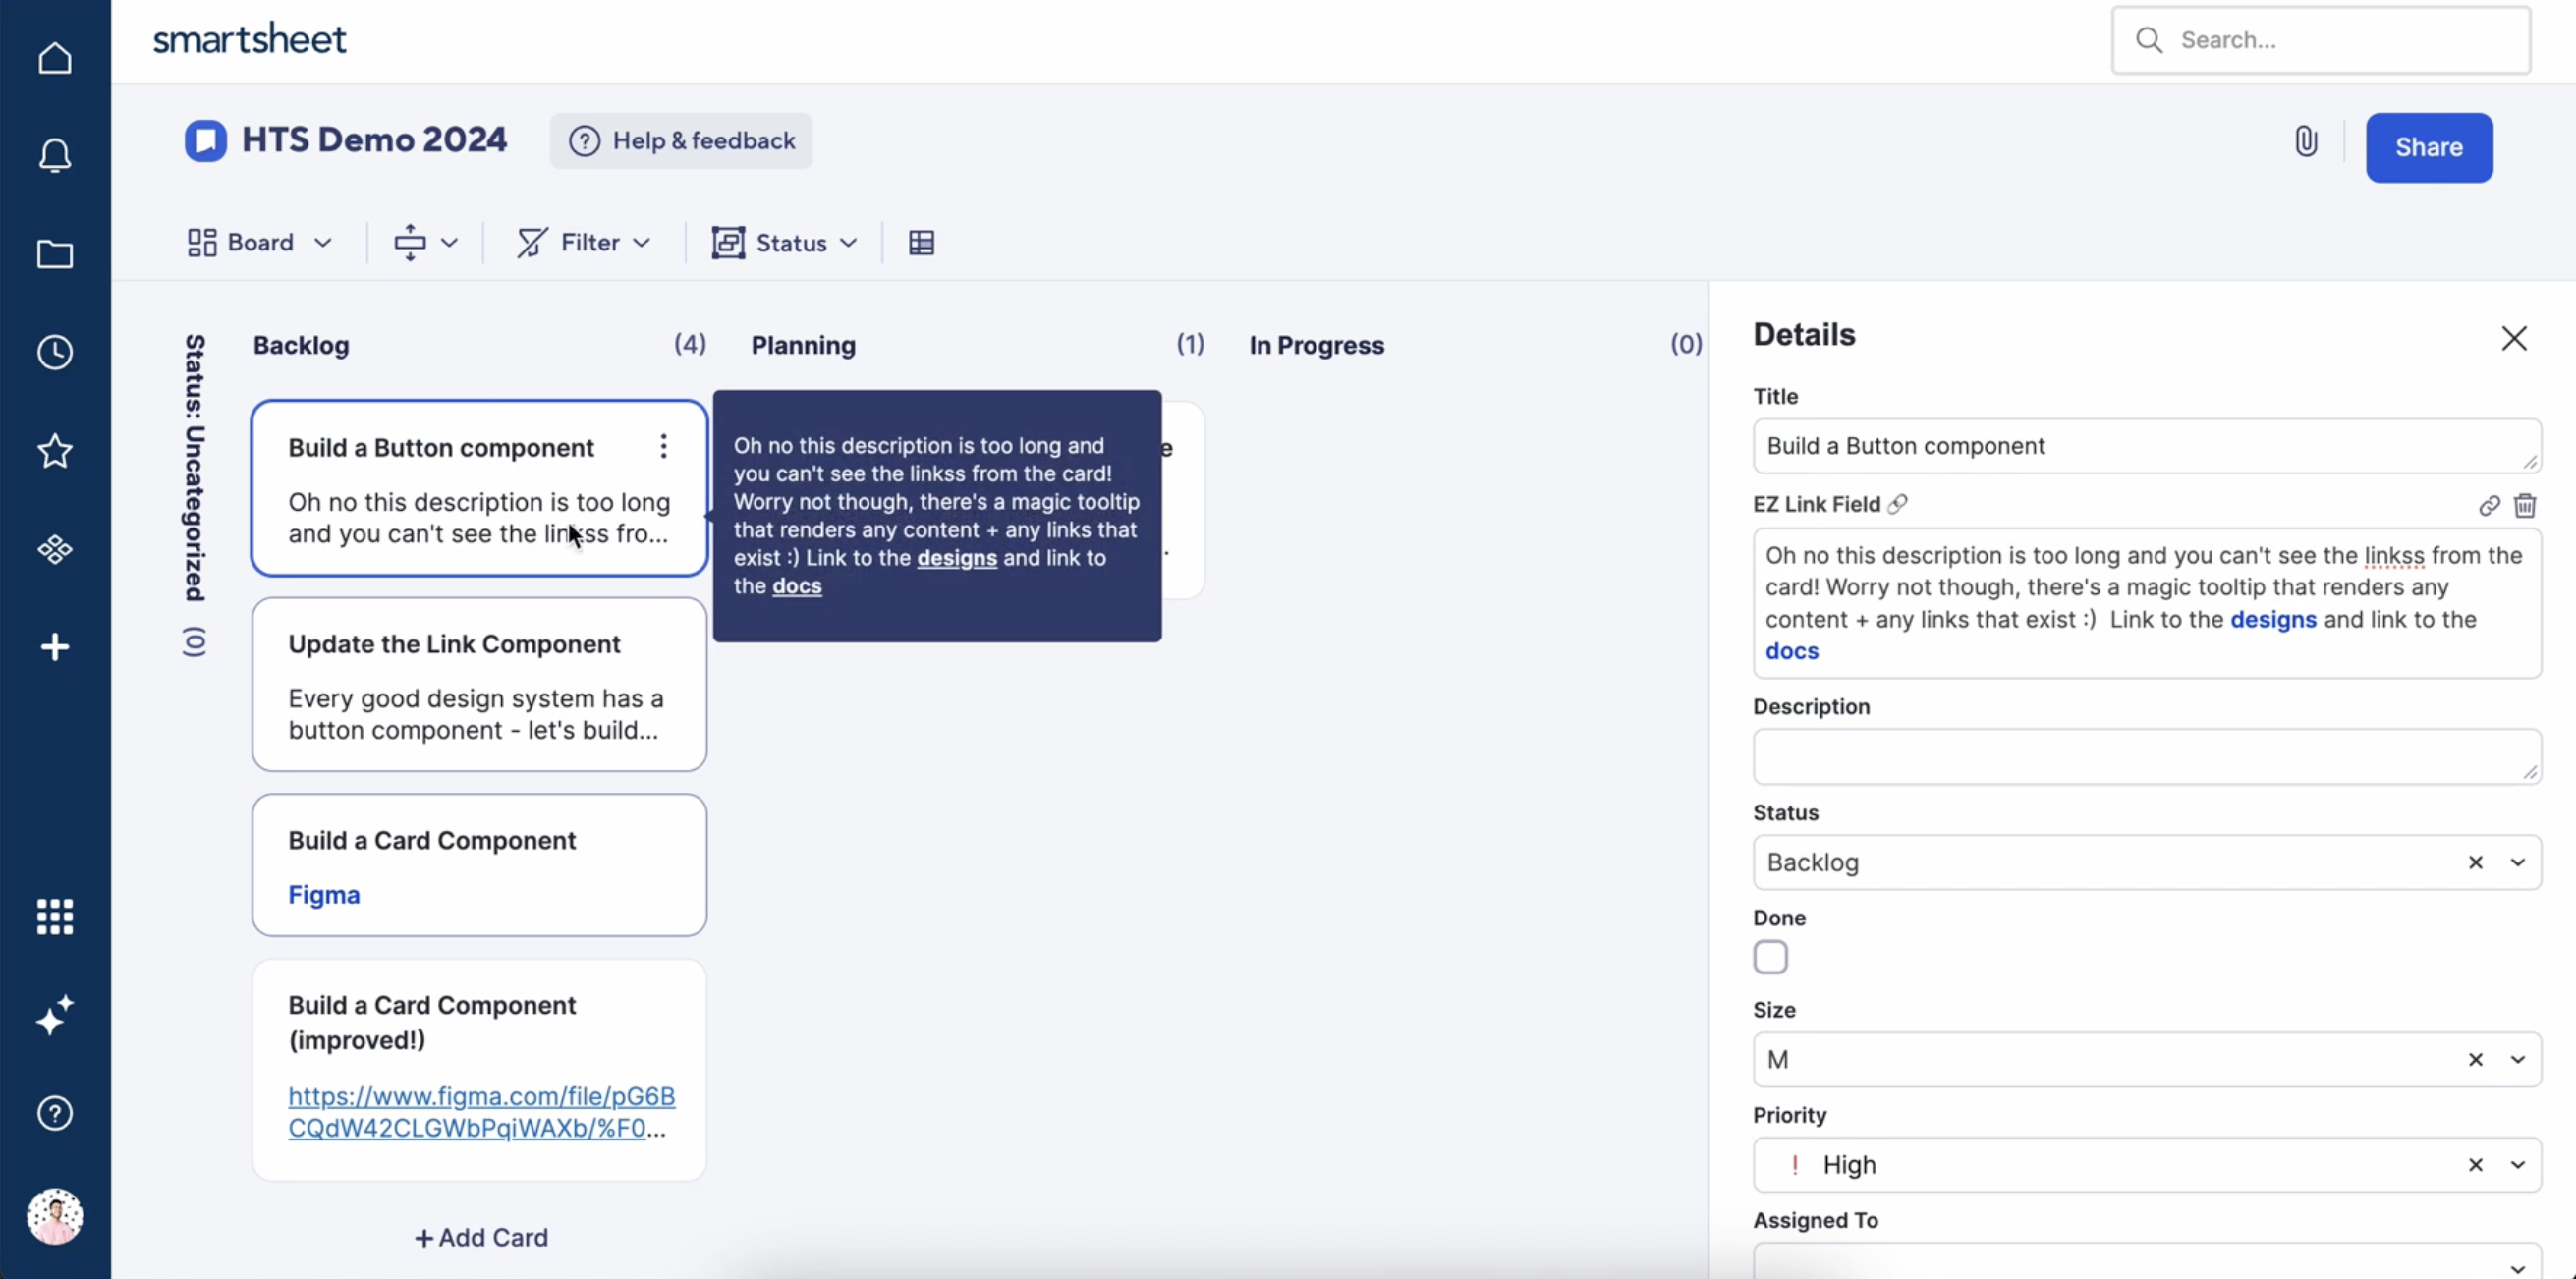 smartsheet
Search...
HTS Demo 2024
Help & feedback
Share
Board
Filter
Status
Status: Uncategorized (0)
Backlog (4)
Build a Button component
Oh no this description is too long
and you can't see the linkss fro...
Update the Link Component
Every good design system has a
button component - let's build...
Build a Card Component
Figma
Build a Card Component
(improved!)
https://www.figma.com/file/pG6B
CQdW42CLGWbPqiWAXb/%F0...
+ Add Card
Planning (1)
Oh no this description is too long and
you can't see the linkss from the card!
Worry not though, there's a magic tooltip
that renders any content + any links that
exist :) Link to the designs and link to
the docs
In Progress (0)
Details
Title
Build a Button component
EZ Link Field
Oh no this description is too long and you can't see the linkss from the
card! Worry not though, there's a magic tooltip that renders any
content + any links that exist :)  Link to the designs and link to the
docs
Description
Status
Backlog
Done
Size
M
Priority
! High
Assigned To